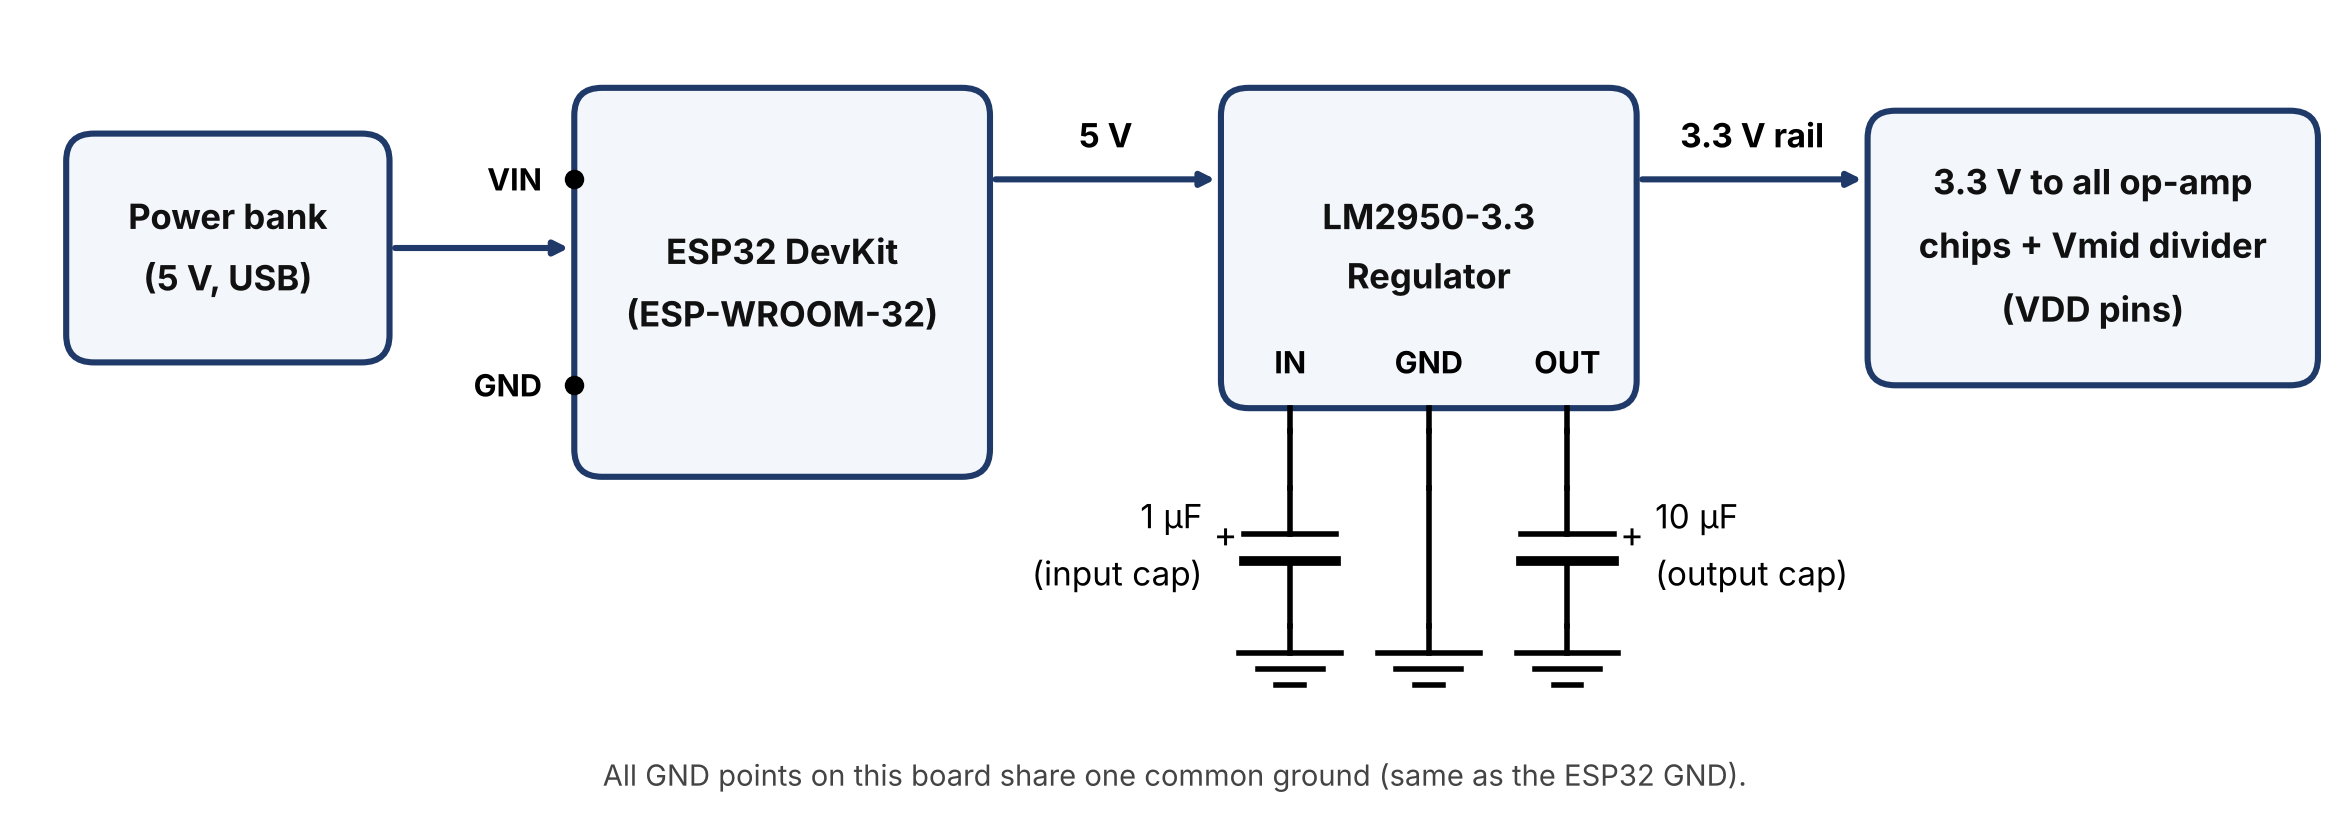 Power bank
(5 V, USB)
VIN
GND
ESP32 DevKit
(ESP-WROOM-32)
5 V
LM2950-3.3
Regulator
IN GND OUT
3.3 V rail
3.3 V to all op-amp
chips + Vmid divider
(VDD pins)
1 µF
+
(input cap)
10 µF
+
(output cap)
All GND points on this board share one common ground (same as the ESP32 GND).